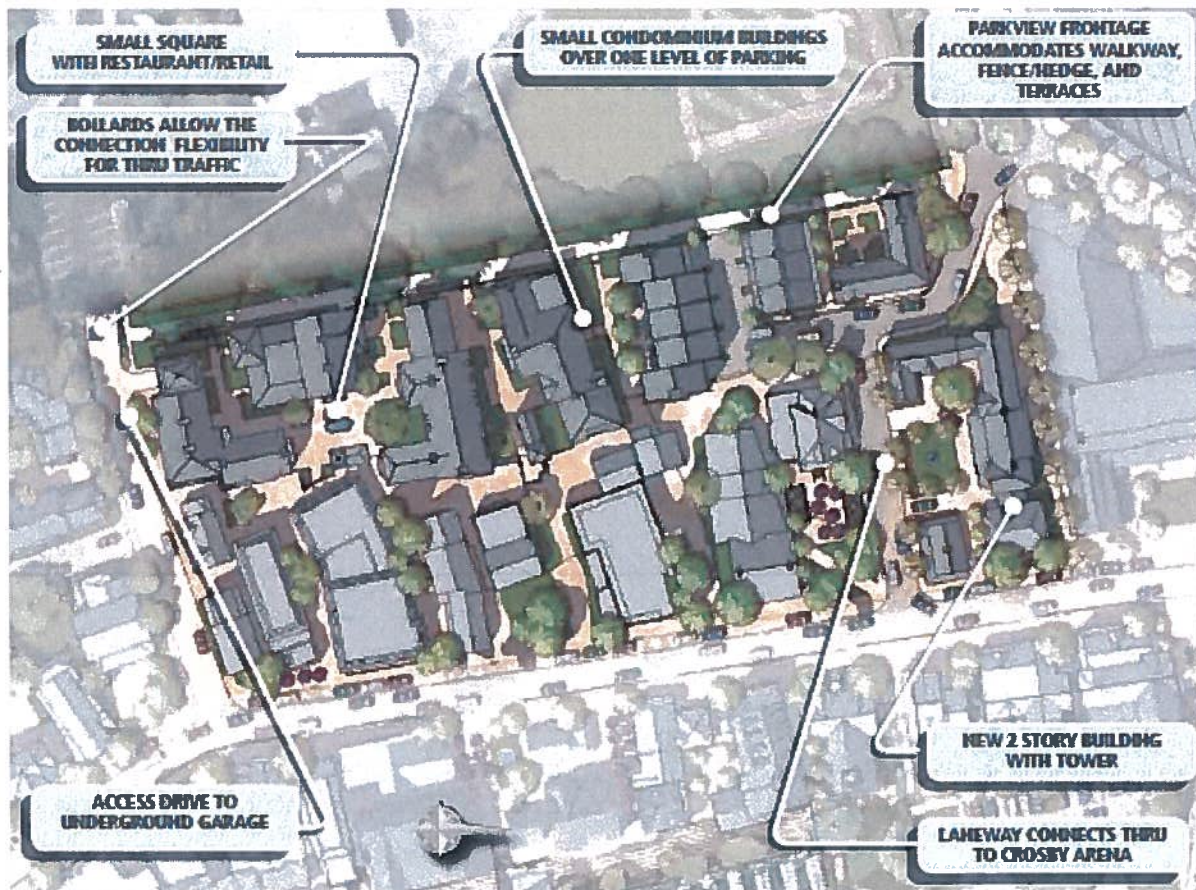 SMALL SQUARE
WITH RESTAURANT/RETAIL
SMALL CONDOMINIUM BUILDINGS
OVER ONE LEVEL OF PARKING
PARKVIEW FRONTAGE
ACCOMMODATES WALKWAY,
FENCE/HEDGE, AND
TERRACES
BOLLARDS ALLOW THE
CONNECTION FLEXIBILITY
FOR THRU TRAFFIC
NEW 2 STORY BUILDING
WITH TOWER
ACCESS DRIVE TO
UNDERGROUND GARAGE
LANEWAY CONNECTS THRU
TO CROSBY ARENA